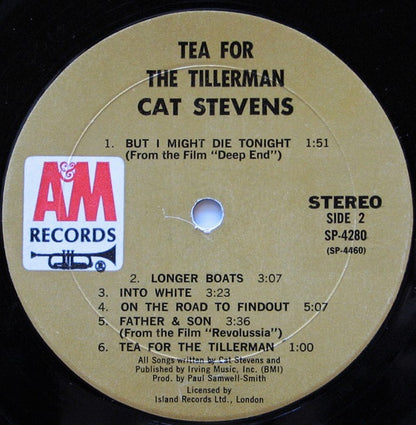 TEA FOR
THE TILLERMAN
CAT STEVENS
1. BUT I MIGHT DIE TONIGHT 1:51
(From the Film "Deep End")
A&M
RECORDS
STEREO
SIDE 2
SP-4280
(SP-4460)
2. LONGER BOATS 3:07
3. INTO WHITE 3:23
4. ON THE ROAD TO FINDOUT 5:07
5. FATHER & SON 3:36
(From the Film "Revolussia")
6. TEA FOR THE TILLERMAN 1:00
All Songs written by Cat Stevens and
Published by Irving Music, Inc. (BMI)
Prod. by Paul Samwell-Smith
Licensed by
Island Records Ltd., London